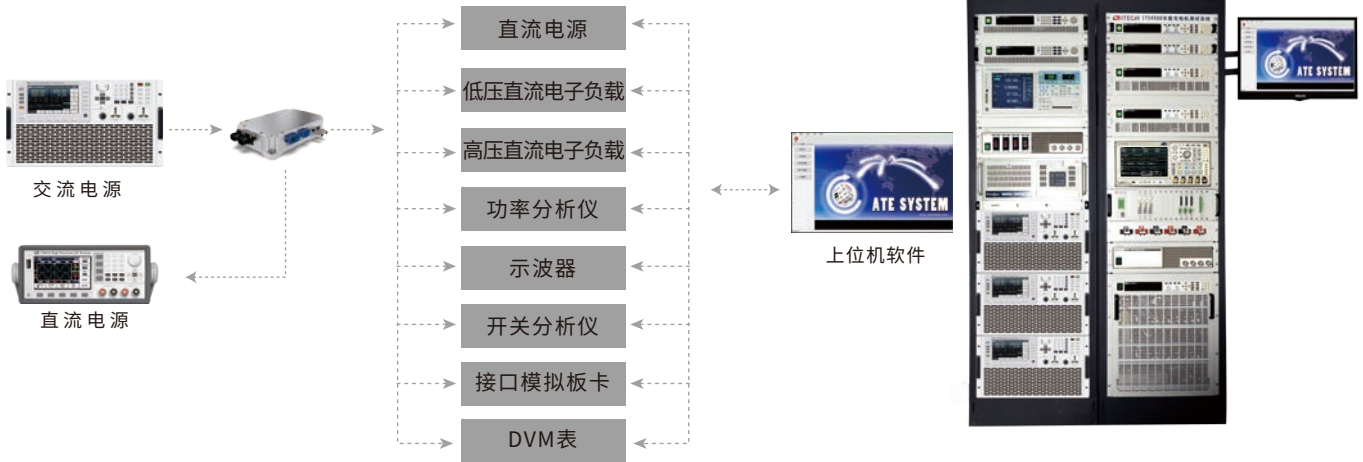 交流电源
直流电源
直流电源
低压直流电子负载
高压直流电子负载
功率分析仪
示波器
开关分析仪
接口模拟板卡
DVM表
ATE SYSTEM
上位机软件
ITECH
ATE SYSTEM